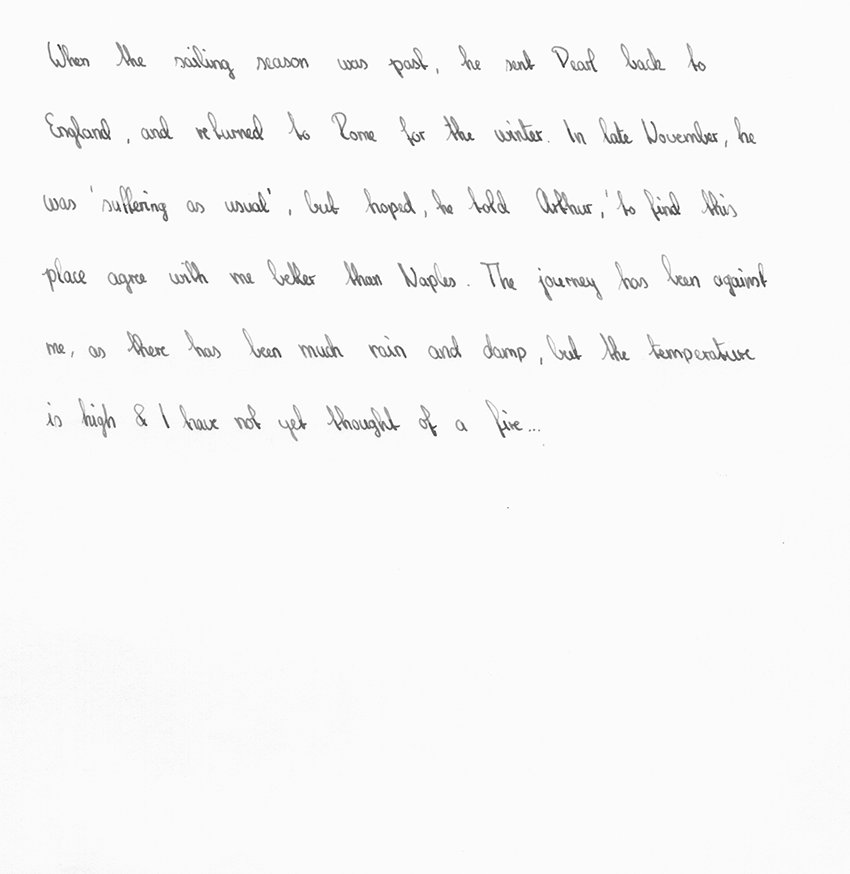 When the sailing season was past, he sent Pearl back to
England, and returned to Rome for the winter. In late November, he
was 'suffering as usual', but hoped, he told Arthur, 'to find this
place agree with me better than Naples. The journey has been against
me, as there has been much rain and damp, but the temperature
is high & I have not yet thought of a fire...